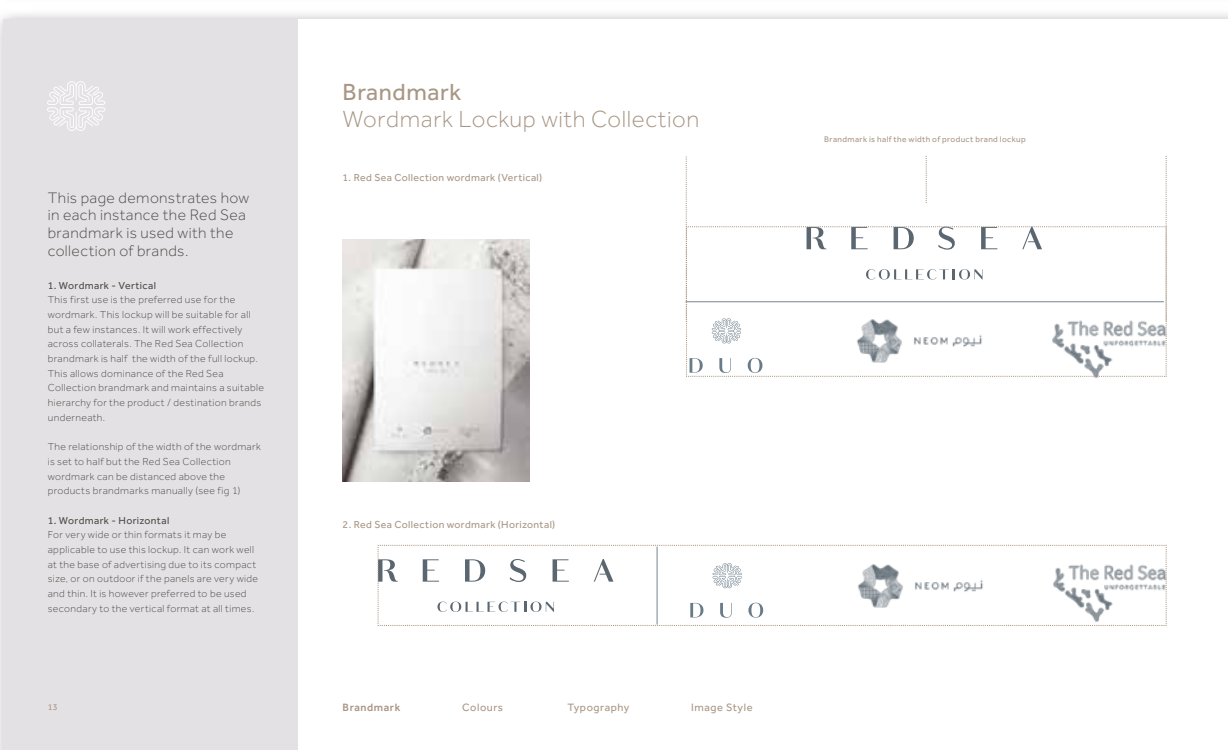 This page demonstrates how
in each instance the Red Sea
brandmark is used with the
collection of brands.
1. Wordmark - Vertical
This first use is the preferred use for the
wordmark. This lockup will be suitable for all
but a few instances. It will work effectively
across collaterals. The Red Sea Collection
brandmark is half the width of the full lockup.
This allows dominance of the Red Sea
Collection brandmark and maintains a suitable
hierarchy for the product / destination brands
underneath.
The relationship of the width of the wordmark
is set to half but the Red Sea Collection
wordmark can be distanced above the
products brandmarks manually (see fig 1)
1. Wordmark - Horizontal
For very wide or thin formats it may be
applicable to use this lockup. It can work well
at the base of advertising due to its compact
size, or on outdoor if the panels are very wide
and thin. It is however preferred to be used
secondary to the vertical format at all times.
13
Brandmark
Wordmark Lockup with Collection
Brandmark is half the width of product brand lockup
1. Red Sea Collection wordmark (Vertical)
REDSEA
COLLECTION
DUO
NEOM نيوم
The Red Sea
UNFORGETTABLE
REDSEA
2. Red Sea Collection wordmark (Horizontal)
REDSEA
COLLECTION
DUO
NEOM نيوم
The Red Sea
UNFORGETTABLE
Brandmark
Colours
Typography
Image Style